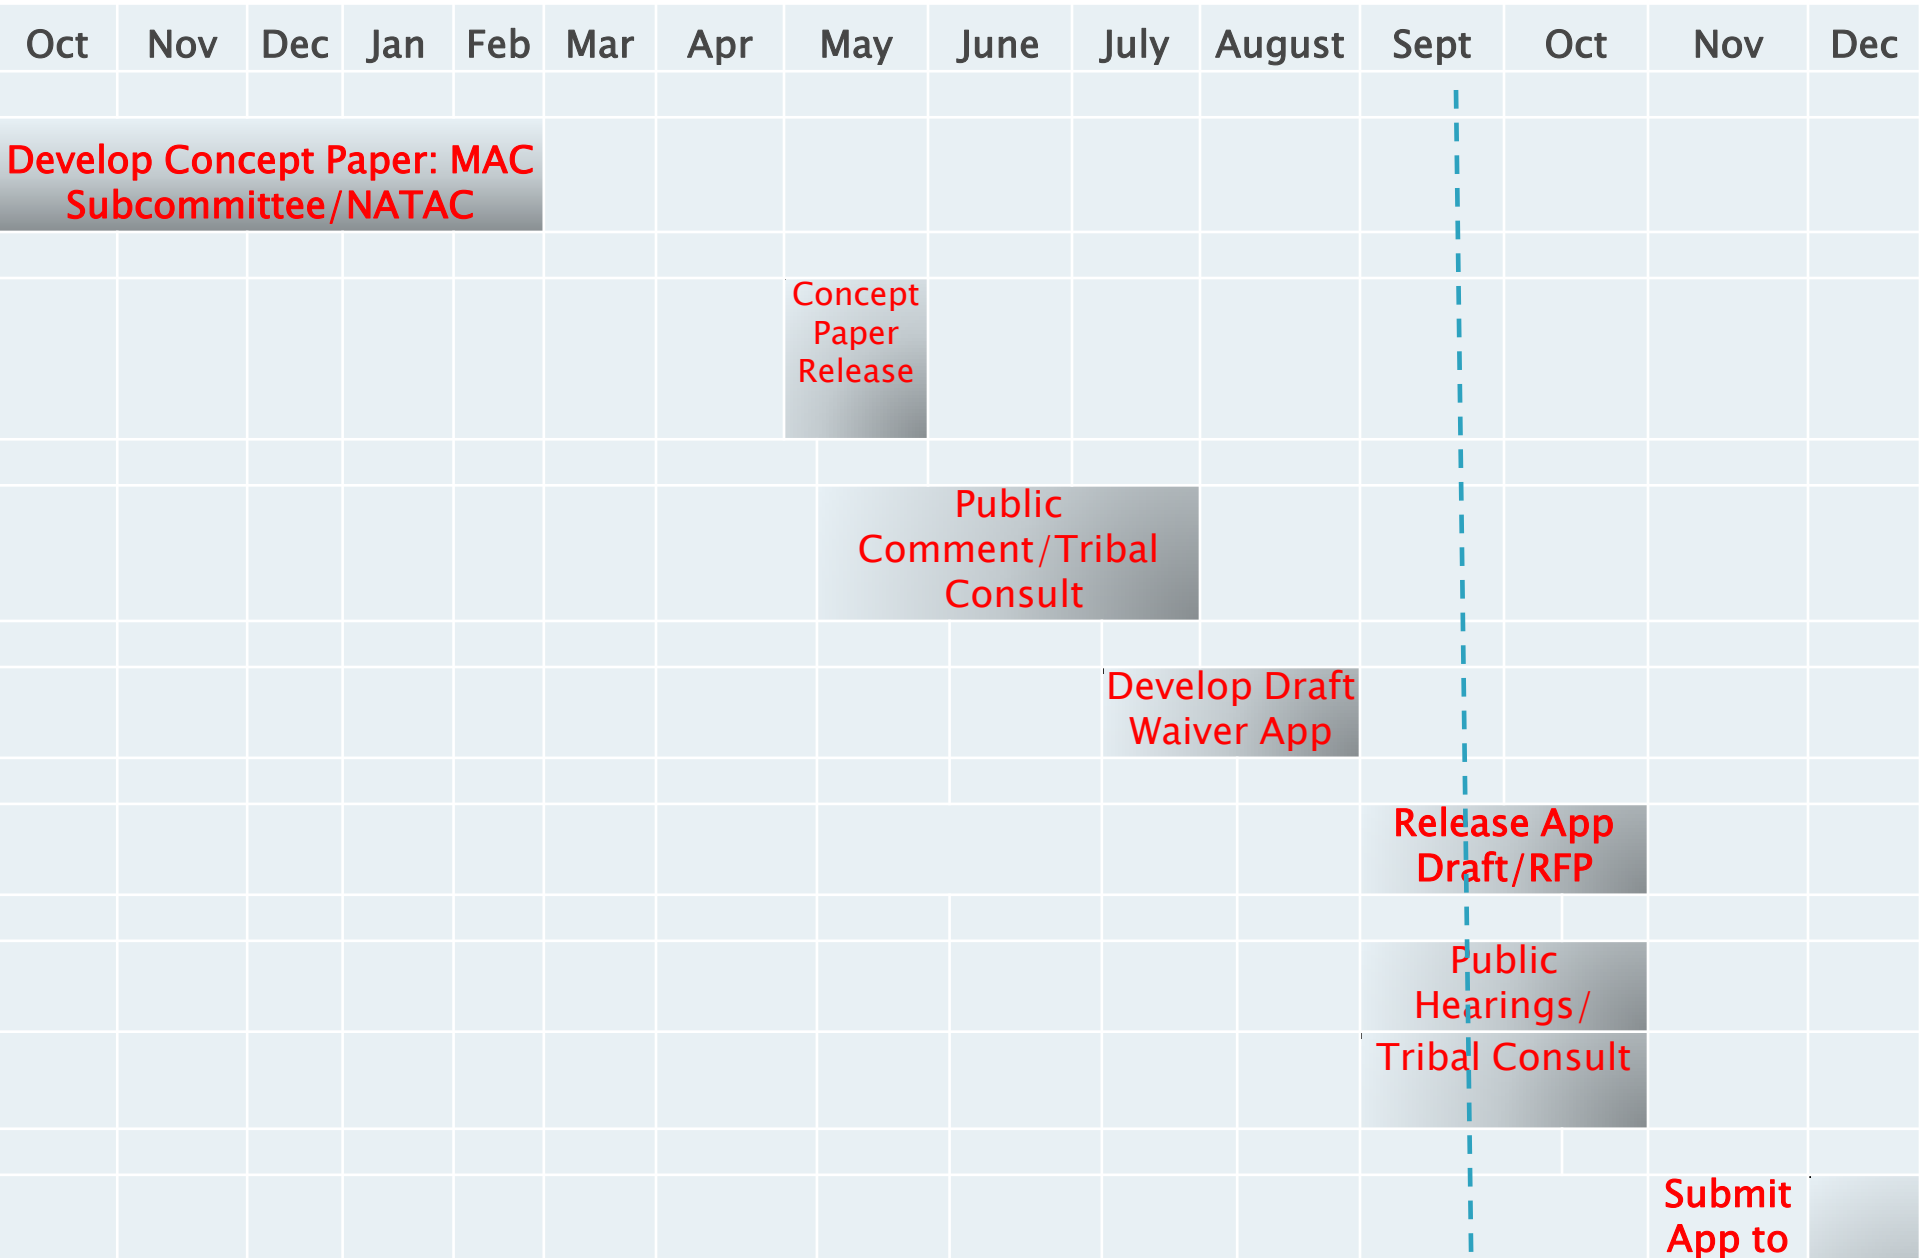 Oct Nov Dec Jan Feb Mar Apr May June July August Sept Oct Nov Dec
Develop Concept Paper: MAC
Subcommittee/NATAC
Concept
Paper
Release
Public
Comment/Tribal
Consult
Develop Draft
Waiver App
Release App
Draft/RFP
Public
Hearings/
Tribal Consult
Submit
App to